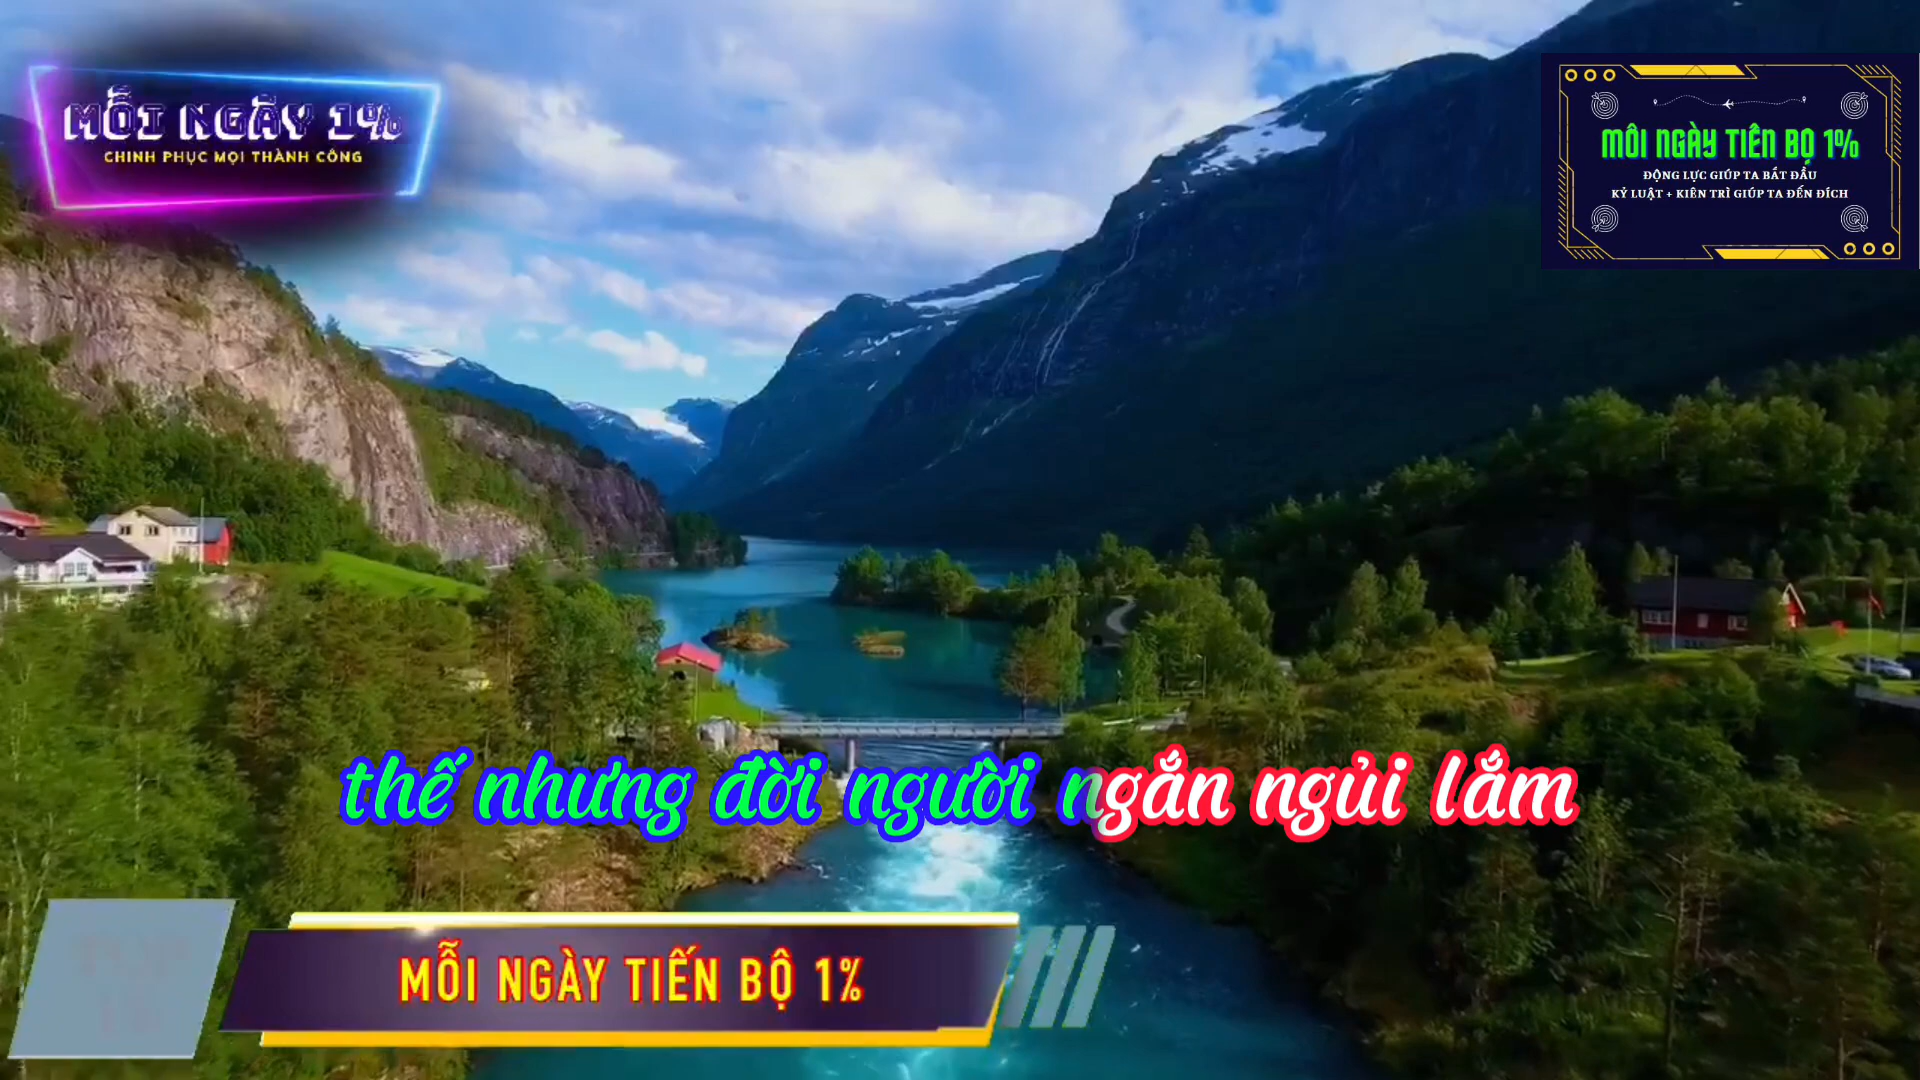 MỖI NGÀY 1%
CHINH PHỤC MỌI THÀNH CÔNG
MỖI NGÀY TIẾN BỘ 1%
ĐỘNG LỰC GIÚP TA BẮT ĐẦU
KỶ LUẬT + KIÊN TRÌ GIÚP TA ĐẾN ĐÍCH
thế nhưng đời người ngắn ngủi lắm
MỖI NGÀY TIẾN BỘ 1%